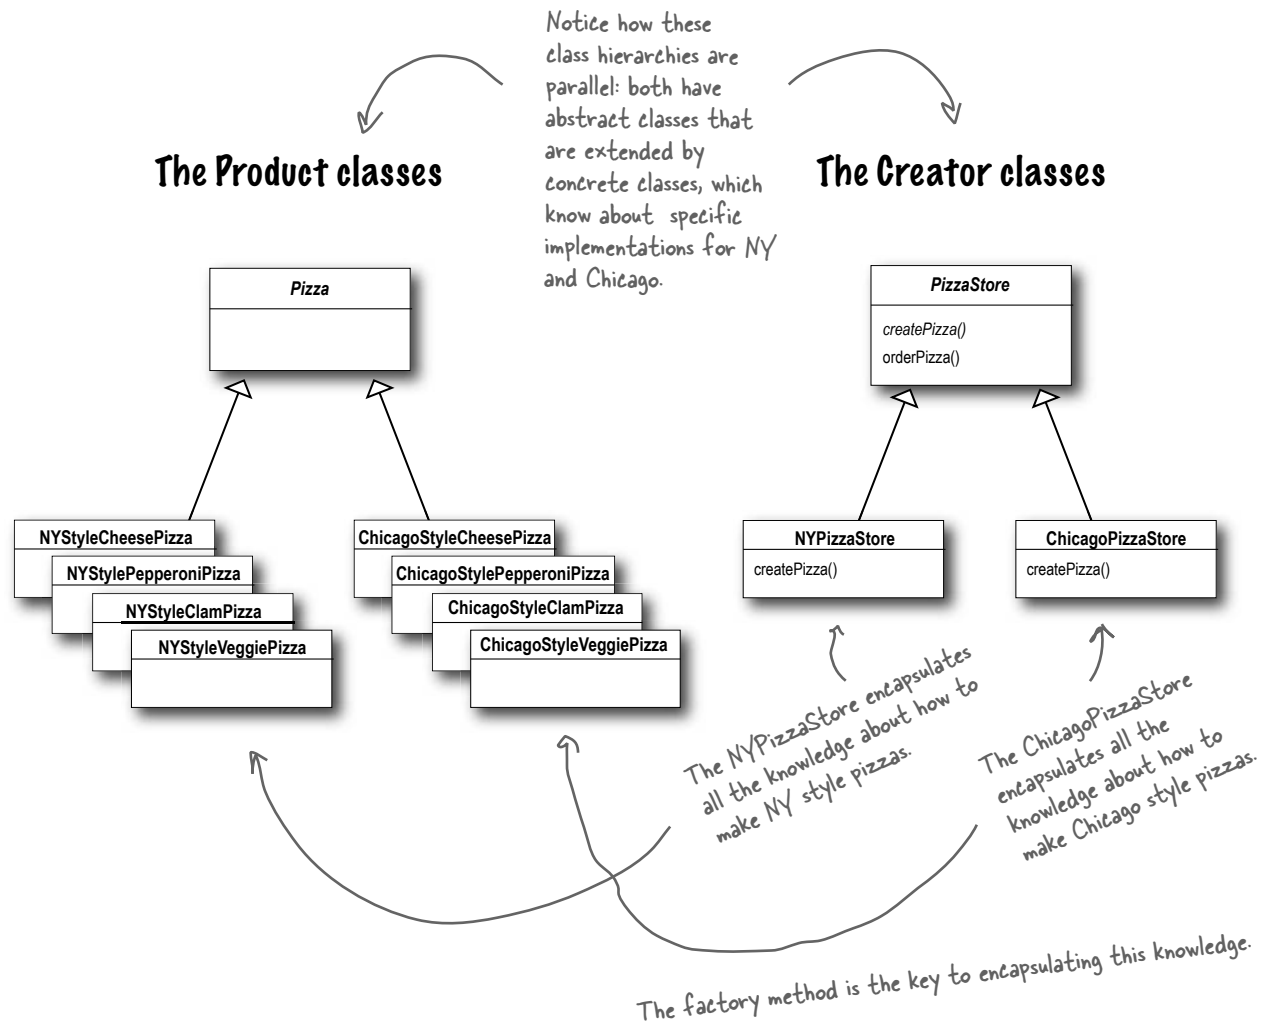 Notice how these
class hierarchies are
parallel: both have
abstract classes that
are extended by
concrete classes, which
know about specific
implementations for NY
and Chicago.
The Product classes
The Creator classes
Pizza
PizzaStore
createPizza()
orderPizza()
NYStyleCheesePizza
NYStylePepperoniPizza
NYStyleClamPizza
NYStyleVeggiePizza
ChicagoStyleCheesePizza
ChicagoStylePepperoniPizza
ChicagoStyleClamPizza
ChicagoStyleVeggiePizza
NYPizzaStore
createPizza()
ChicagoPizzaStore
createPizza()
The NYPizzaStore encapsulates
all the knowledge about how to
make NY style pizzas.
The ChicagoPizzaStore
encapsulates all the
knowledge about how to
make Chicago style pizzas.
The factory method is the key to encapsulating this knowledge.